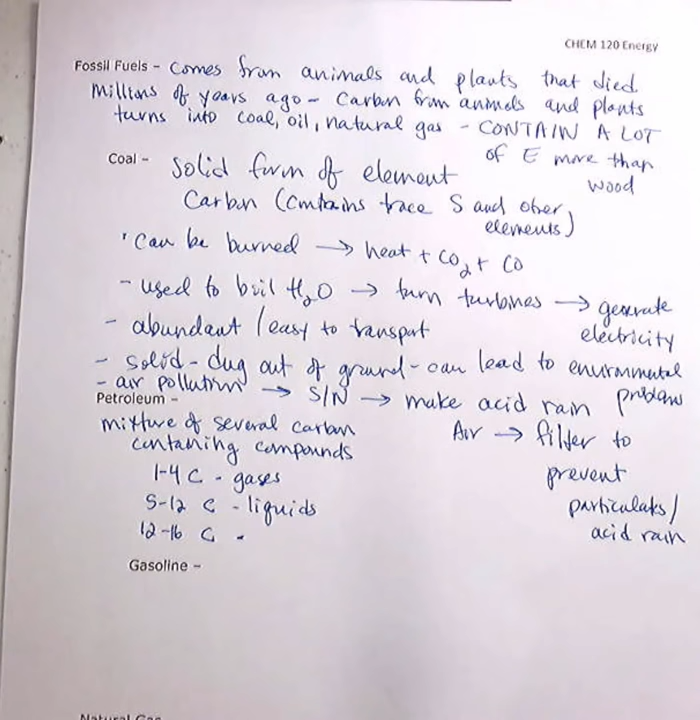 CHEM 120 Energy
Fossil Fuels - comes from animals and plants that died
millions of years ago - Carbon from animals and plants
turns into coal, oil, natural gas - CONTAIN A LOT
of E more than
wood
Coal - solid form of element
Carbon (contains trace S and other
elements)
can be burned → heat + CO2 + CO
- used to boil H2O → turn turbines → generate
electricity
- abundant / easy to transport
- solid - dug out of ground - can lead to environmental
problems
- air pollution → S/N → make acid rain
Petroleum -
mixture of several carbon
containing compounds
Air → filter to
prevent
particulates/
acid rain
1-4 C - gases
5-12 C - liquids
12-16 C -
Gasoline -
Natural Gas